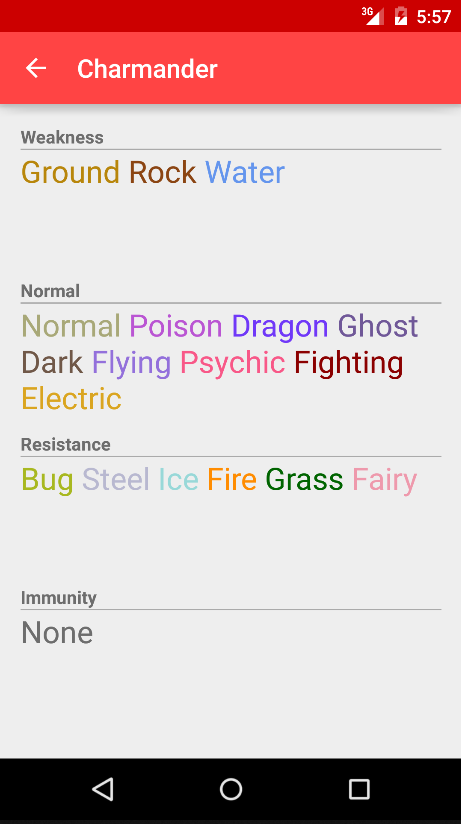 3G 5:57
Charmander
Weakness
Ground Rock Water
Normal
Normal Poison Dragon Ghost
Dark Flying Psychic Fighting
Electric
Resistance
Bug Steel Ice Fire Grass Fairy
Immunity
None